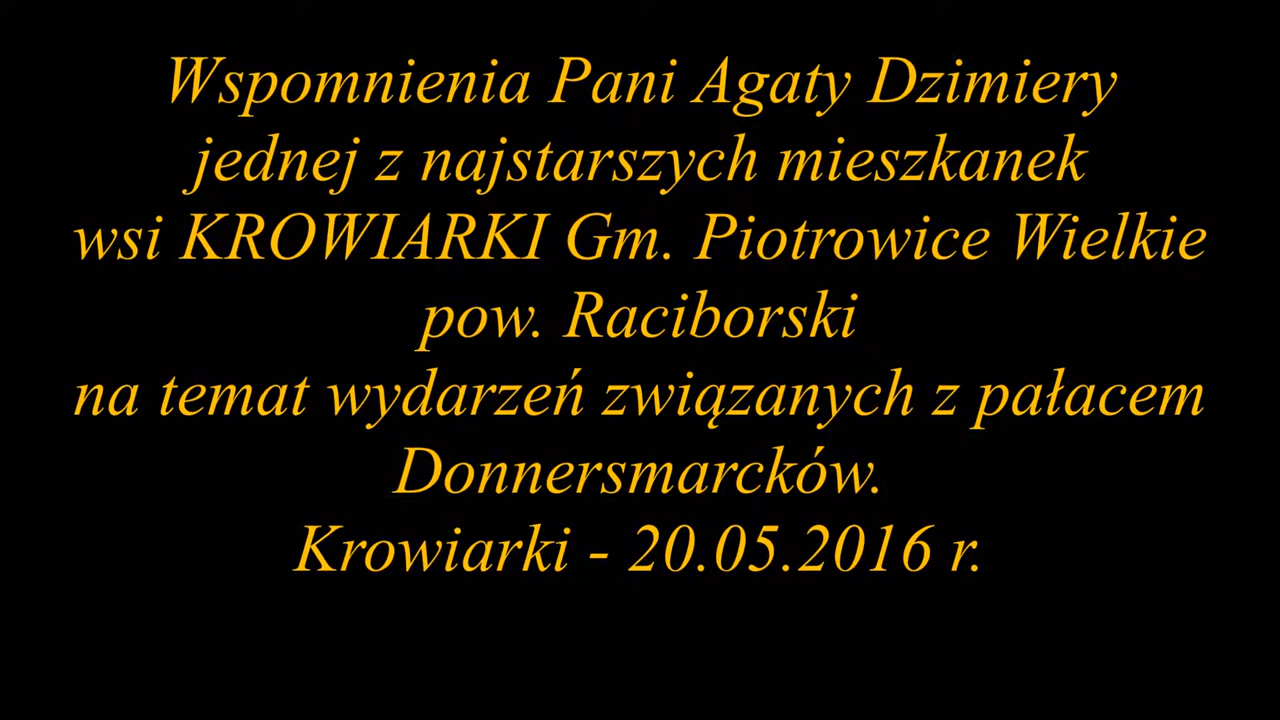 Wspomnienia Pani Agaty Dzimiery
jednej z najstarszych mieszkanek
wsi KROWIARKI Gm. Piotrowice Wielkie
pow. Raciborski
na temat wydarzeń związanych z pałacem
Donnersmarcków.
Krowiarki - 20.05.2016 r.